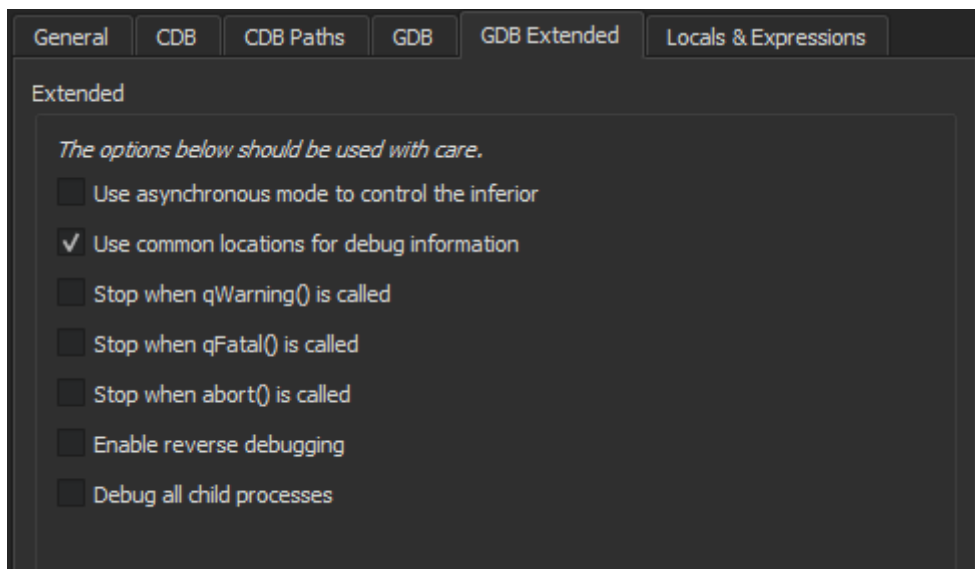 General CDB CDB Paths GDB GDB Extended Locals & Expressions
Extended
The options below should be used with care.
Use asynchronous mode to control the inferior
Use common locations for debug information
Stop when qWarning() is called
Stop when qFatal() is called
Stop when abort() is called
Enable reverse debugging
Debug all child processes